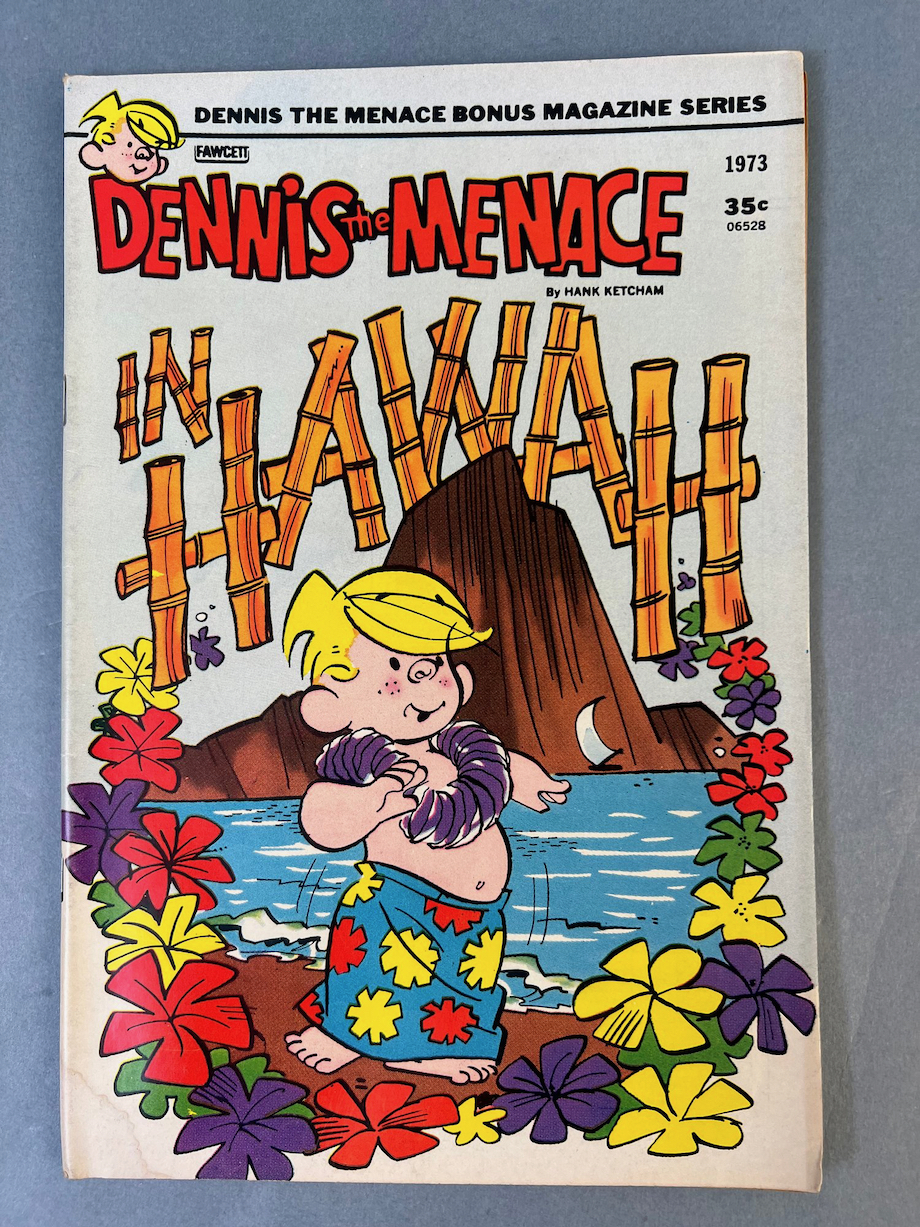 DENNIS THE MENACE BONUS MAGAZINE SERIES
FAWCETT
1973
DENNIS the MENACE
35c
06528
By HANK KETCHAM
IN
HAWAII